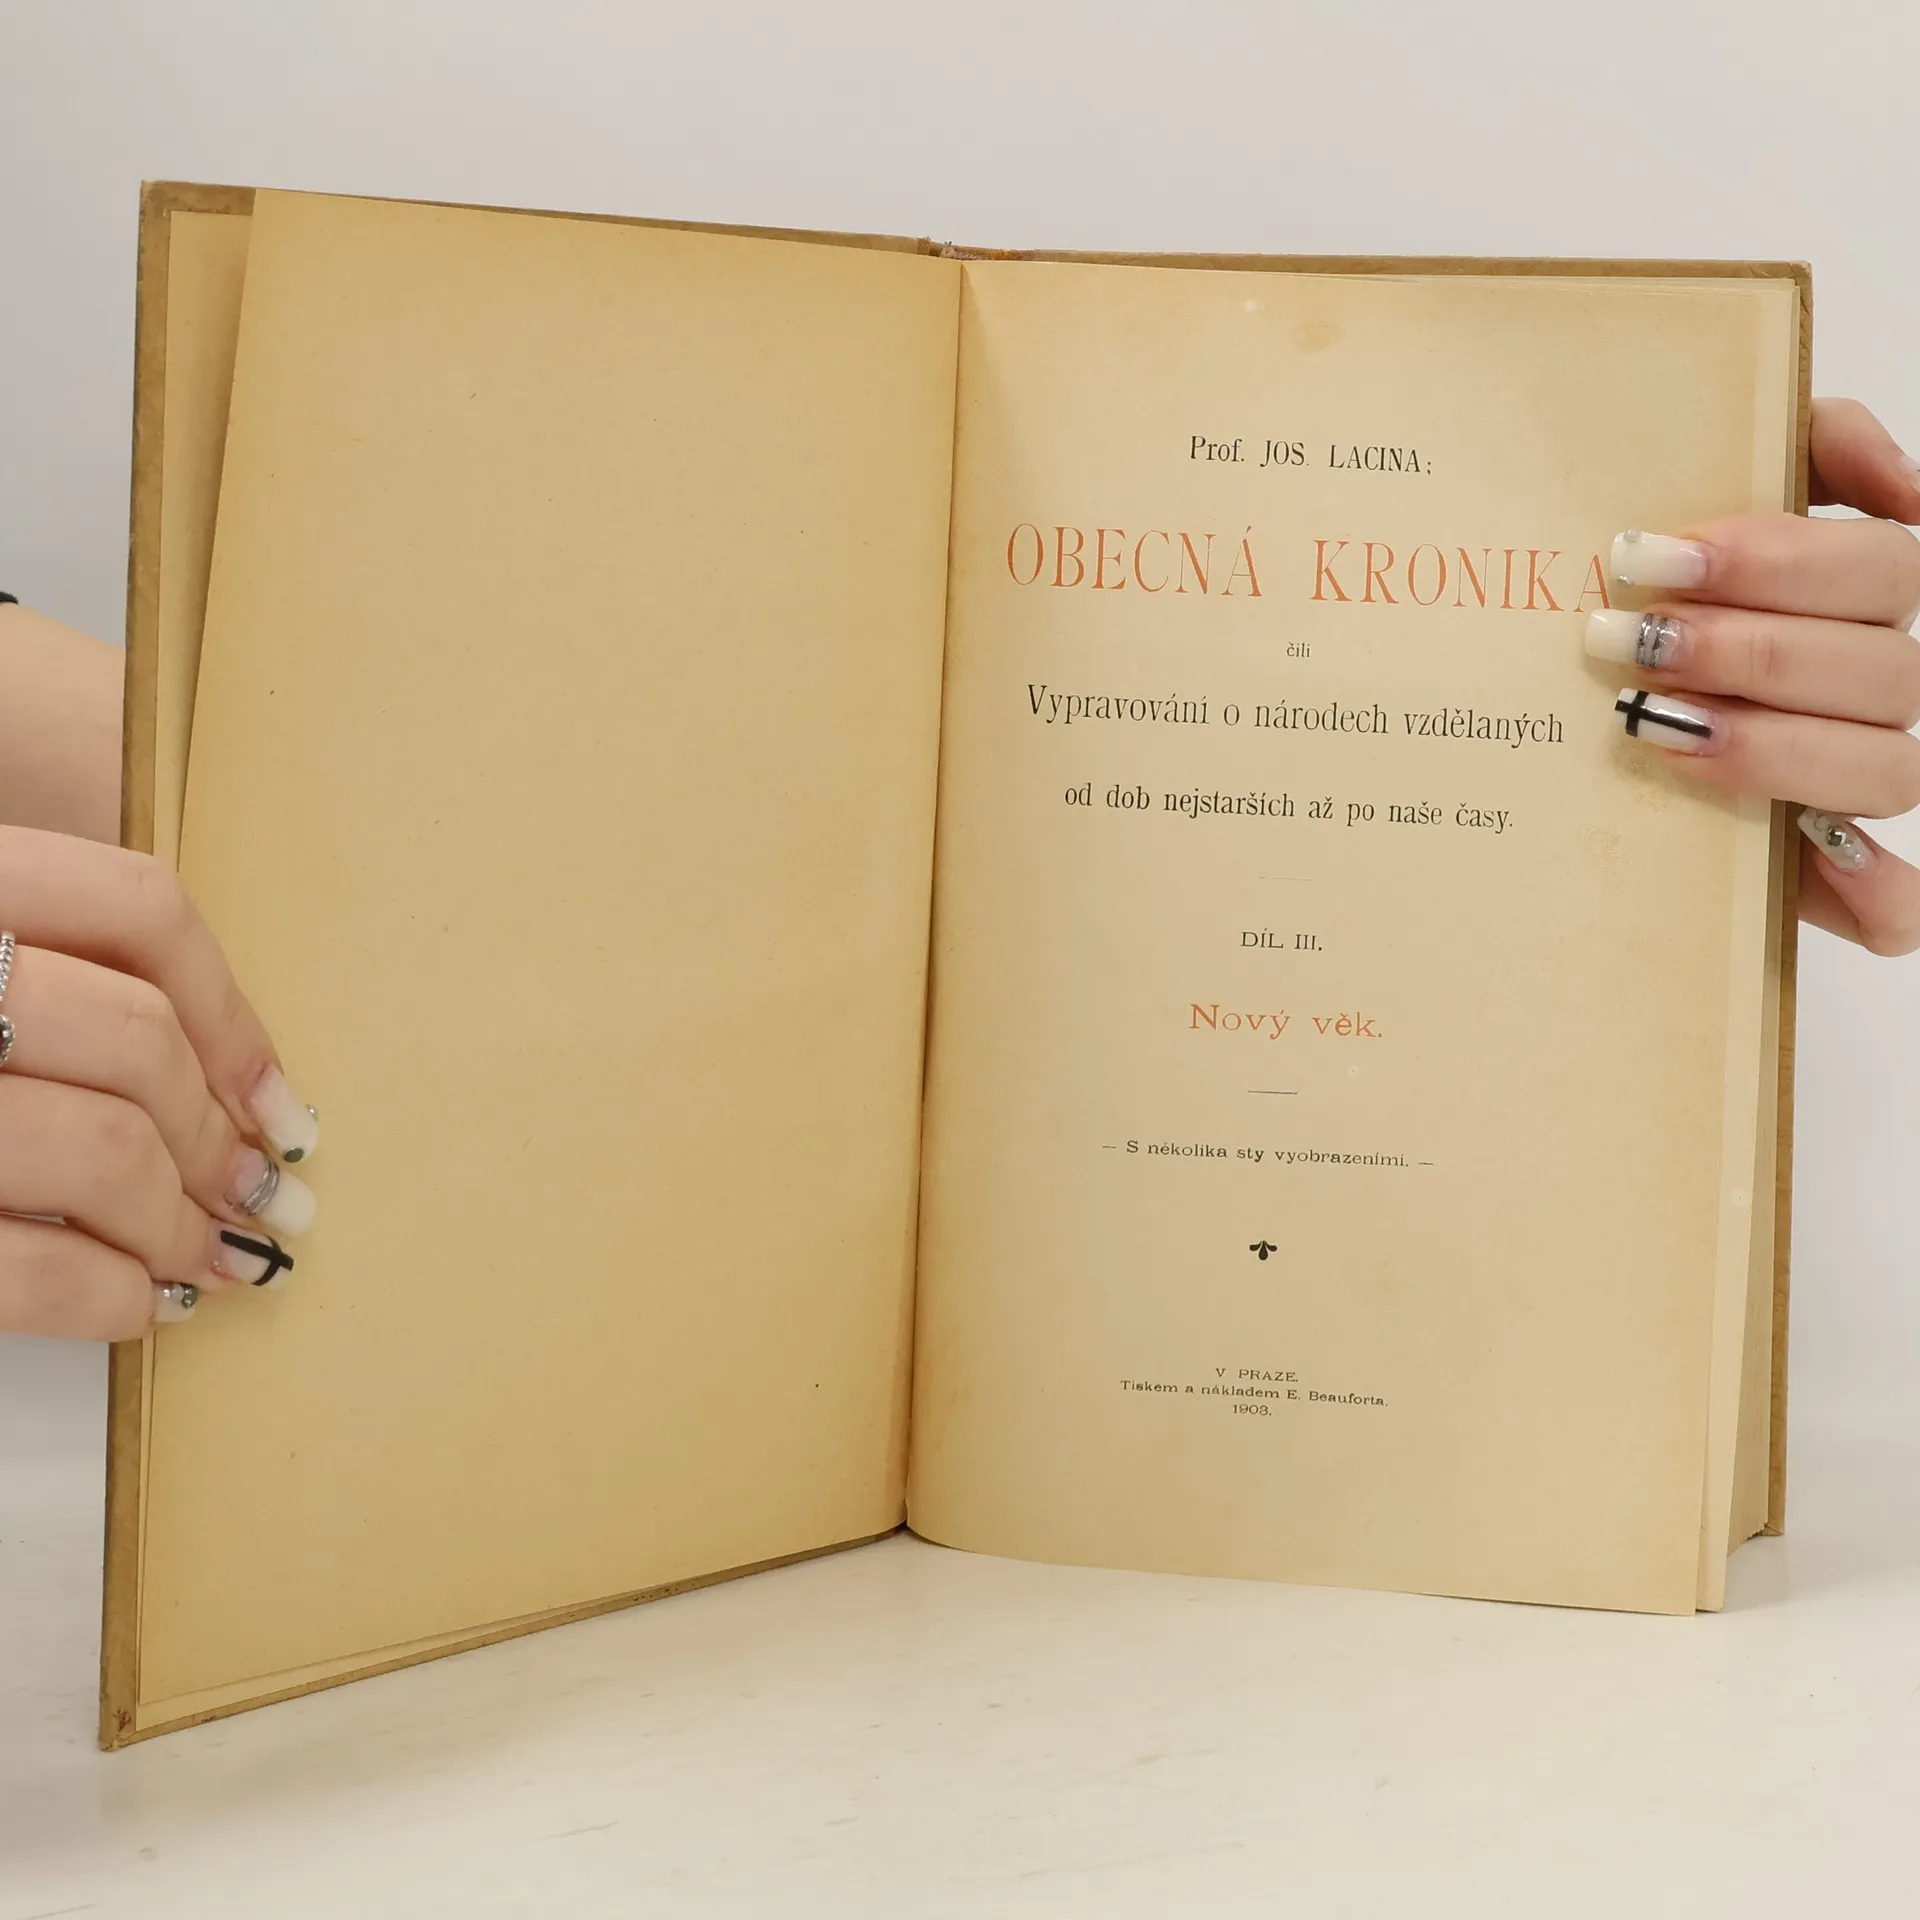 Prof. JOS. LACINA:
OBECNÁ KRONIKA
čili
Vypravování o národech vzdělaných
od dob nejstarších až po naše časy.
DÍL III.
Nový věk.
— S několika sty vyobrazeními. —
V PRAZE.
Tiskem a nákladem E. Beauforta.
1903.